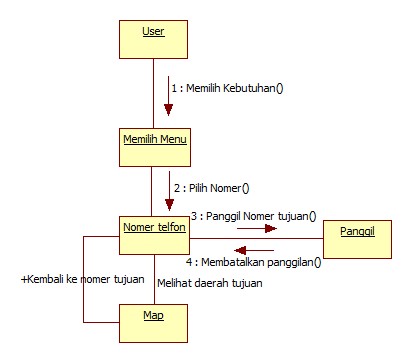 User
1 : Memilih Kebutuhan()
Memilih Menu
2 : Pilih Nomer()
3 : Panggil Nomer tujuan()
Nomer telfon
Panggil
4 : Membatalkan panggilan()
+Kembali ke nomer tujuan
Melihat daerah tujuan
Map